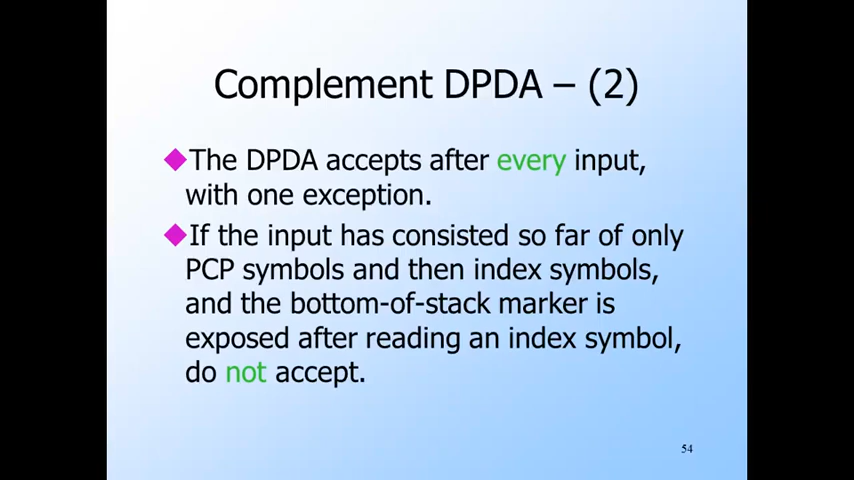 Complement DPDA – (2)
The DPDA accepts after every input,
with one exception.
If the input has consisted so far of only
PCP symbols and then index symbols,
and the bottom-of-stack marker is
exposed after reading an index symbol,
do not accept.
54